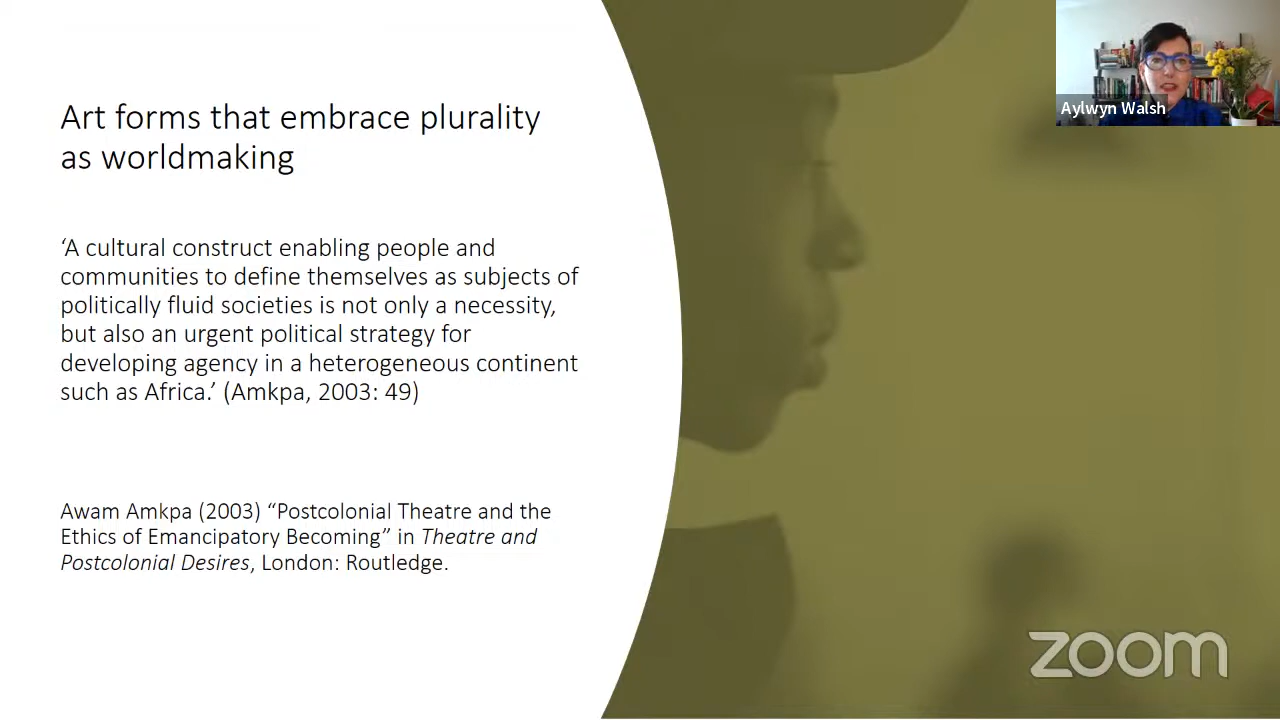 Art forms that embrace plurality
as worldmaking
‘A cultural construct enabling people and
communities to define themselves as subjects of
politically fluid societies is not only a necessity,
but also an urgent political strategy for
developing agency in a heterogeneous continent
such as Africa.’ (Amkpa, 2003: 49)
Awam Amkpa (2003) “Postcolonial Theatre and the
Ethics of Emancipatory Becoming” in Theatre and
Postcolonial Desires, London: Routledge.
Aylwyn Walsh
zoom